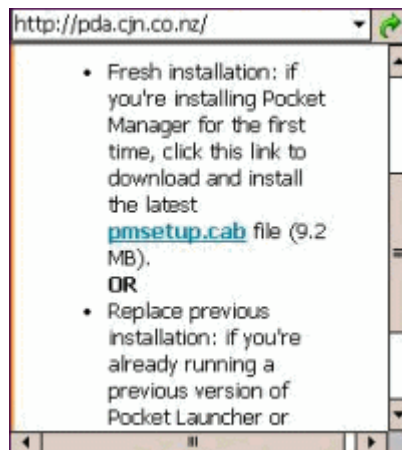 http://pda.cjn.co.nz/
• Fresh installation: if
you're installing Pocket
Manager for the first
time, click this link to
download and install
the latest
pmsetup.cab file (9.2
MB).
OR
• Replace previous
installation: if you're
already running a
previous version of
Pocket Launcher or